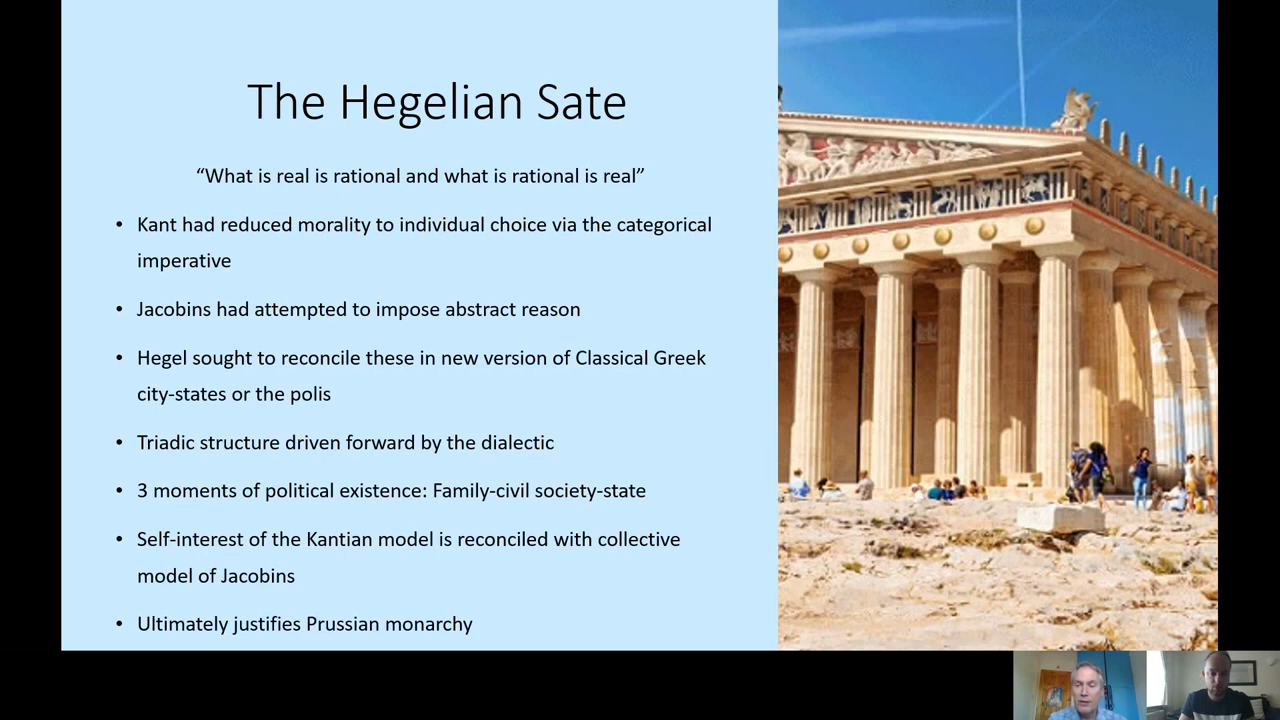 The Hegelian Sate
“What is real is rational and what is rational is real”
• Kant had reduced morality to individual choice via the categorical
imperative
• Jacobins had attempted to impose abstract reason
• Hegel sought to reconcile these in new version of Classical Greek
city-states or the polis
• Triadic structure driven forward by the dialectic
• 3 moments of political existence: Family-civil society-state
• Self-interest of the Kantian model is reconciled with collective
model of Jacobins
• Ultimately justifies Prussian monarchy